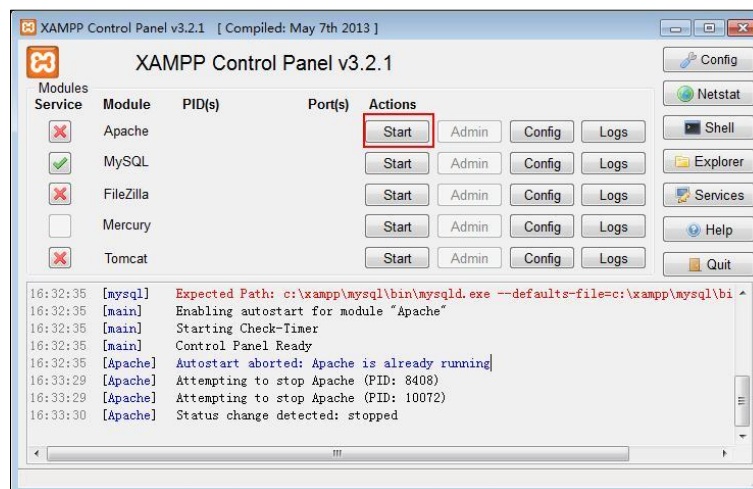 XAMPP Control Panel v3.2.1 [ Compiled: May 7th 2013 ]
XAMPP Control Panel v3.2.1
Config
Modules
Service Module PID(s) Port(s) Actions
Netstat
Apache Start Admin Config Logs
Shell
MySQL Start Admin Config Logs
Explorer
FileZilla Start Admin Config Logs
Services
Mercury Start Admin Config Logs
Help
Tomcat Start Admin Config Logs
Quit
16:32:35 [mysql] Expected Path: c:\xampp\mysql\bin\mysqld.exe --defaults-file=c:\xampp\mysql\bi
16:32:35 [main] Enabling autostart for module "Apache"
16:32:35 [main] Starting Check-Timer
16:32:35 [main] Control Panel Ready
16:32:35 [Apache] Autostart aborted: Apache is already running
16:33:29 [Apache] Attempting to stop Apache (PID: 8408)
16:33:29 [Apache] Attempting to stop Apache (PID: 10072)
16:33:30 [Apache] Status change detected: stopped